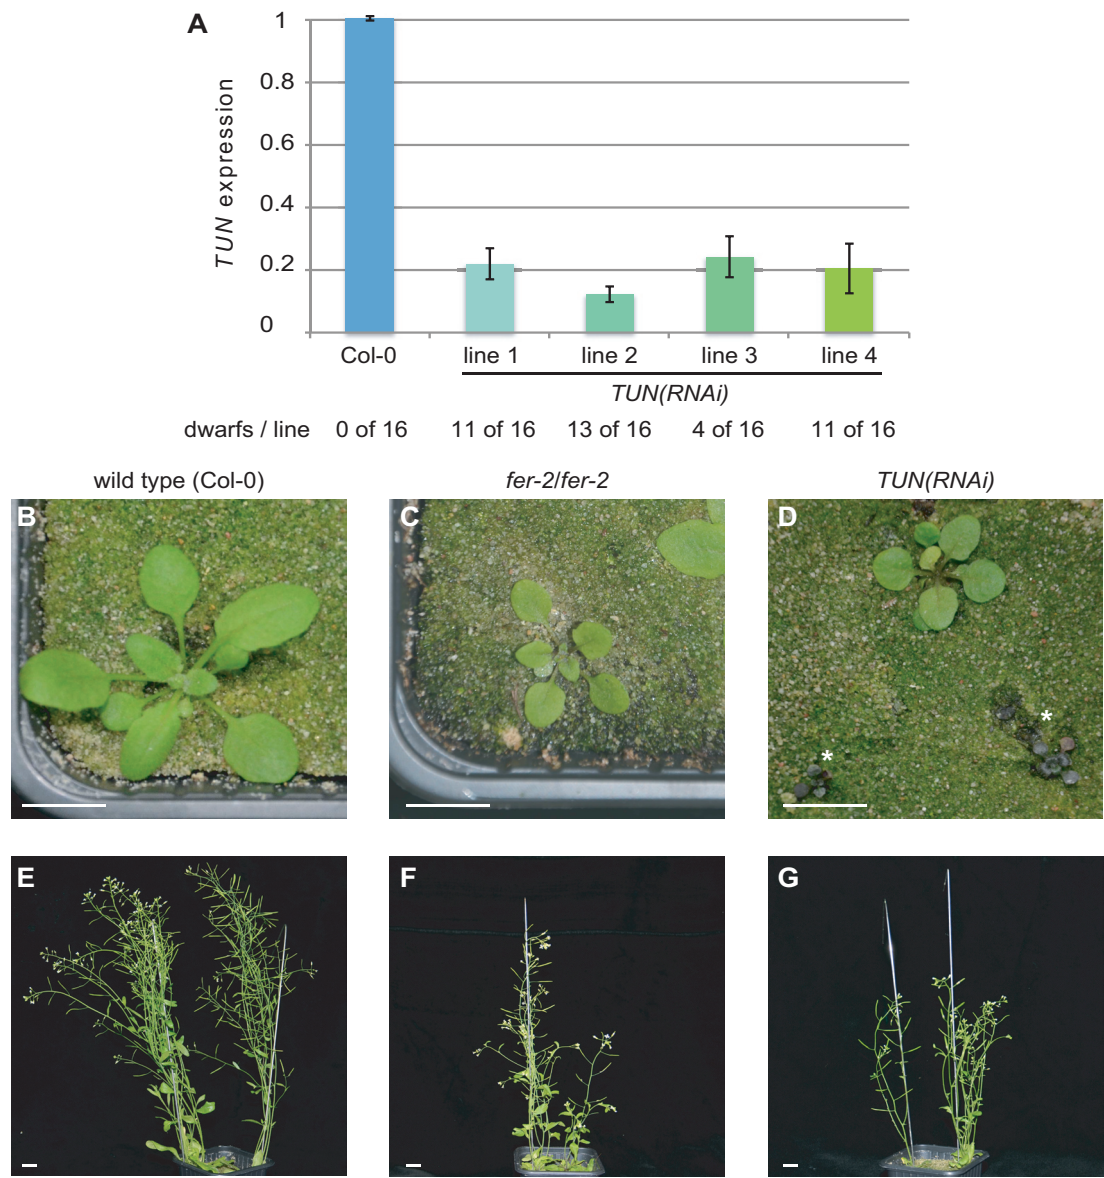 A
TUN expression
1
0.8
0.6
0.4
0.2
0
Col-0 line 1 line 2 line 3 line 4
TUN(RNAi)
dwarfs / line 0 of 16 11 of 16 13 of 16 4 of 16 11 of 16
wild type (Col-0) fer-2/fer-2 TUN(RNAi)
B C D
* *
E F G